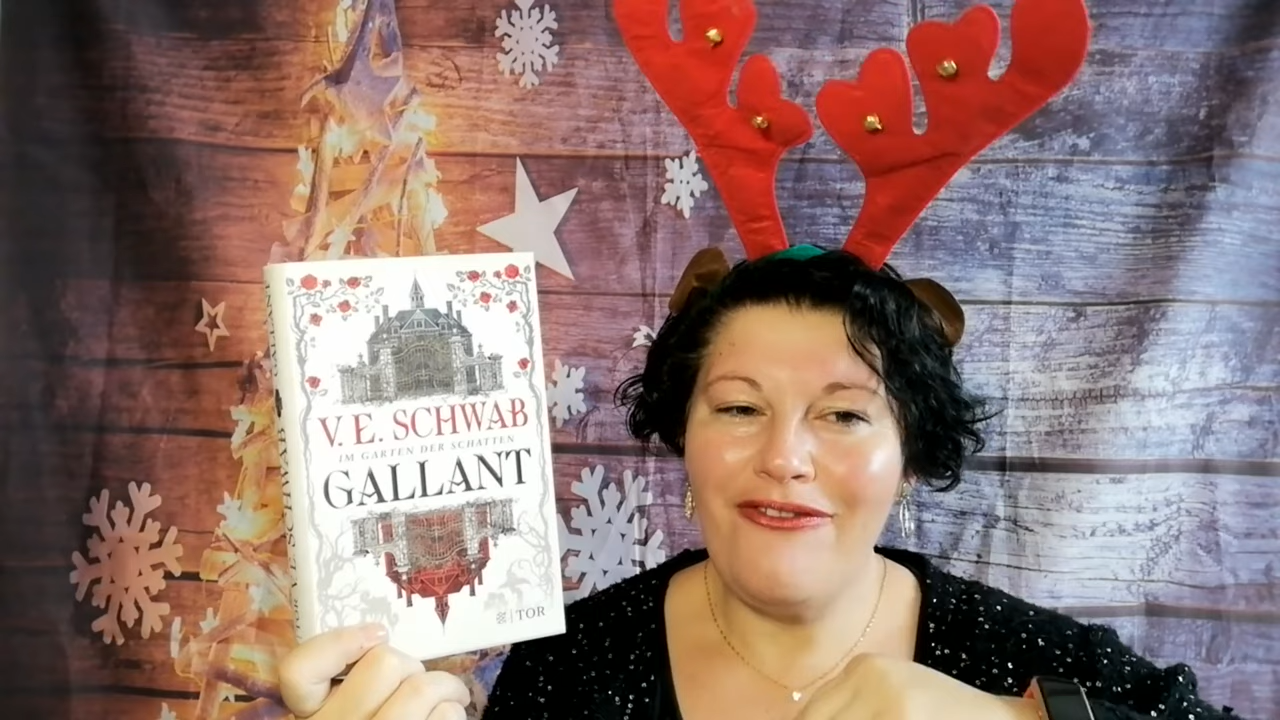 V. E. SCHWAB
IM GARTEN DER SCHATTEN
GALLANT
TOR